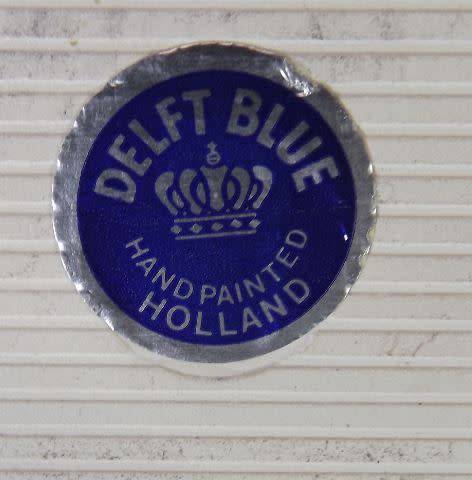 DELFT BLUE
HAND PAINTED
HOLLAND